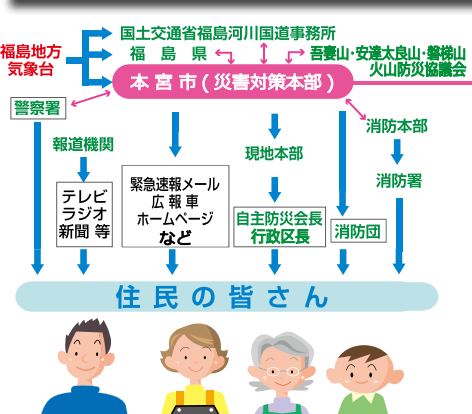 国土交通省福島河川国道事務所
福島地方
気象台
福島県
吾妻山・安達太良山・磐梯山
火山防災協議会
本宮市(災害対策本部)
警察署
報道機関
現地本部
消防本部
消防署
テレビ
ラジオ
新聞 等
緊急速報メール
広報車
ホームページ
など
自主防災会長
行政区長
消防団
住民の皆さん